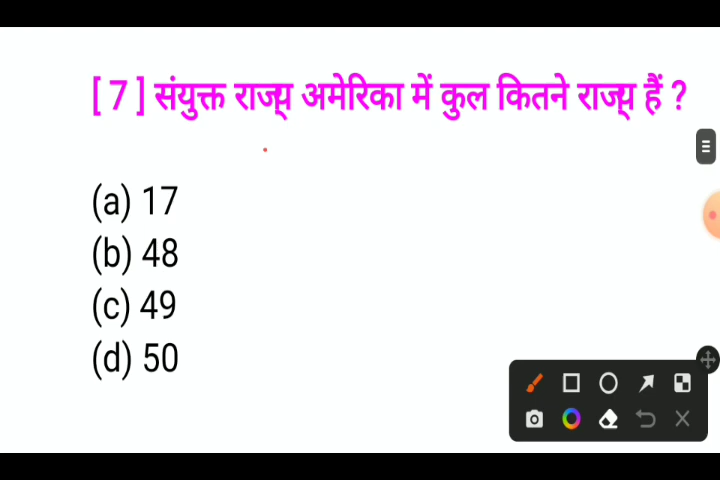 [ 7 ] संयुक्त राज्य अमेरिका में कुल कितने राज्य हैं ?
(a) 17
(b) 48
(c) 49
(d) 50